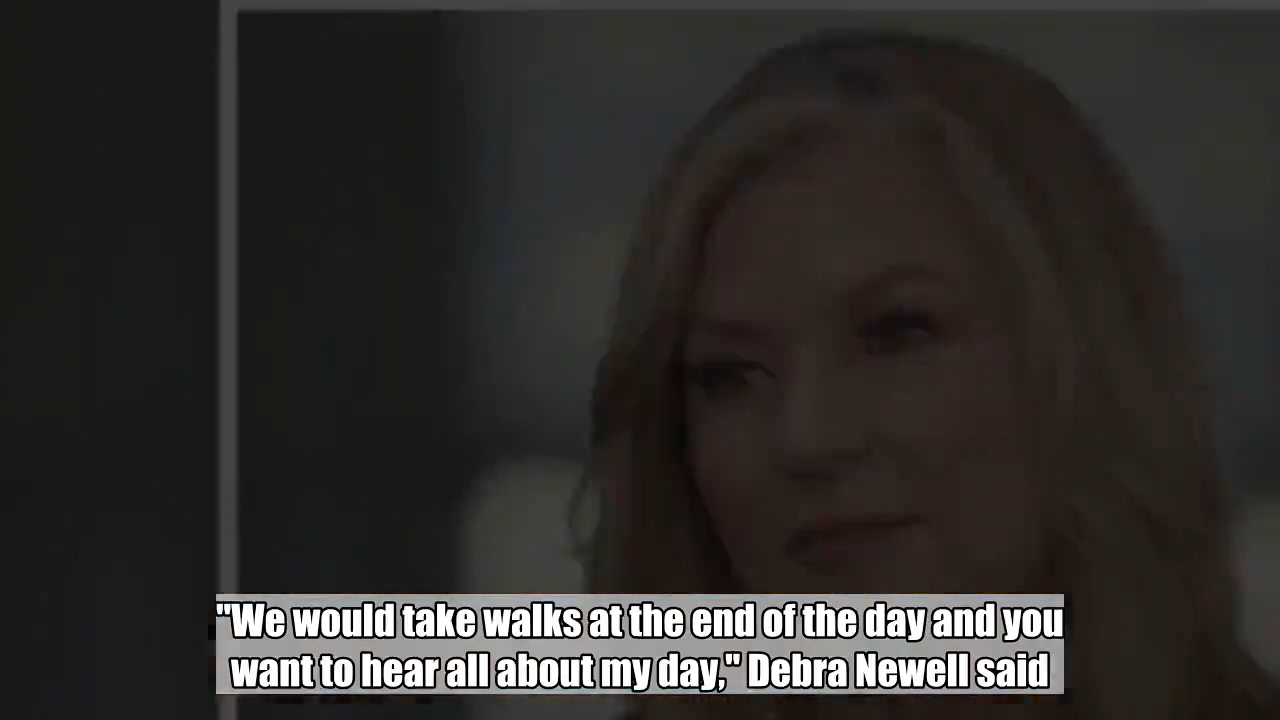 "We would take walks at the end of the day and you
want to hear all about my day," Debra Newell said